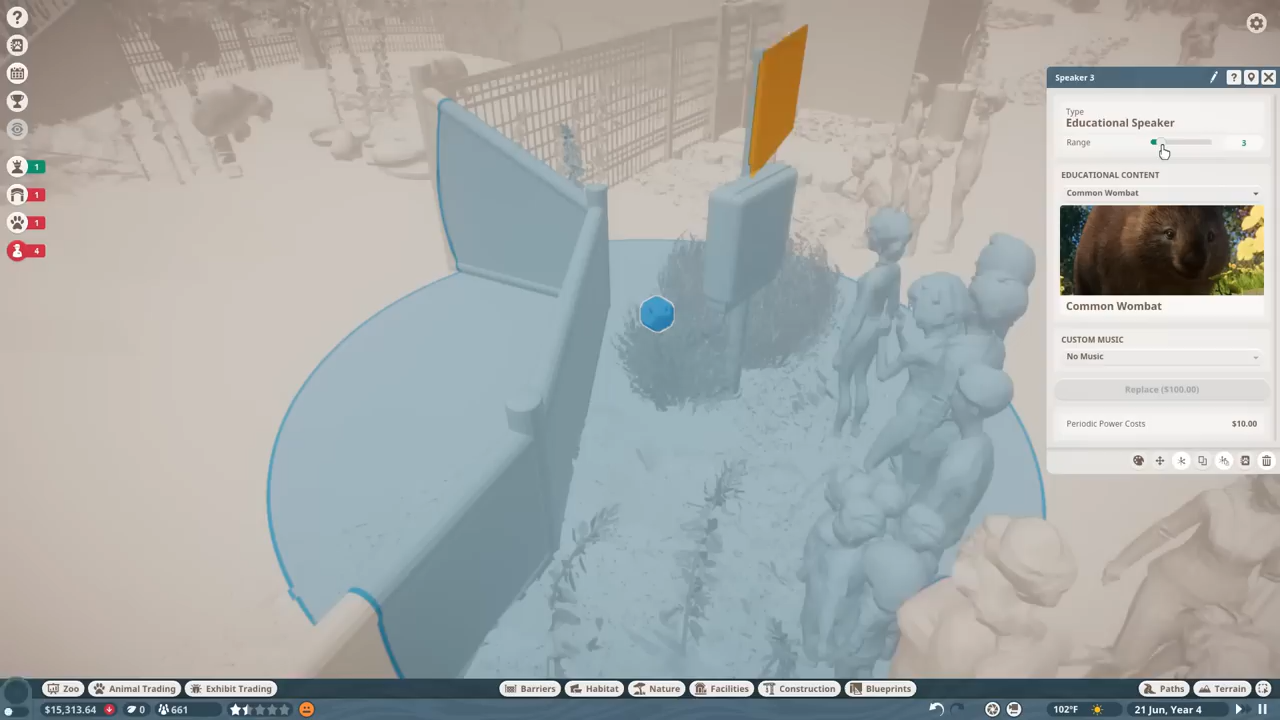 ?
1
1
1
4
Speaker 3
?
Type
Educational Speaker
Range 3
EDUCATIONAL CONTENT
Common Wombat
Common Wombat
CUSTOM MUSIC
No Music
Replace ($100.00)
Periodic Power Costs $10.00
Zoo Animal Trading Exhibit Trading Barriers Habitat Nature Facilities Construction Blueprints Paths Terrain
$15,313.64 0 661 102°F 21 Jun, Year 4